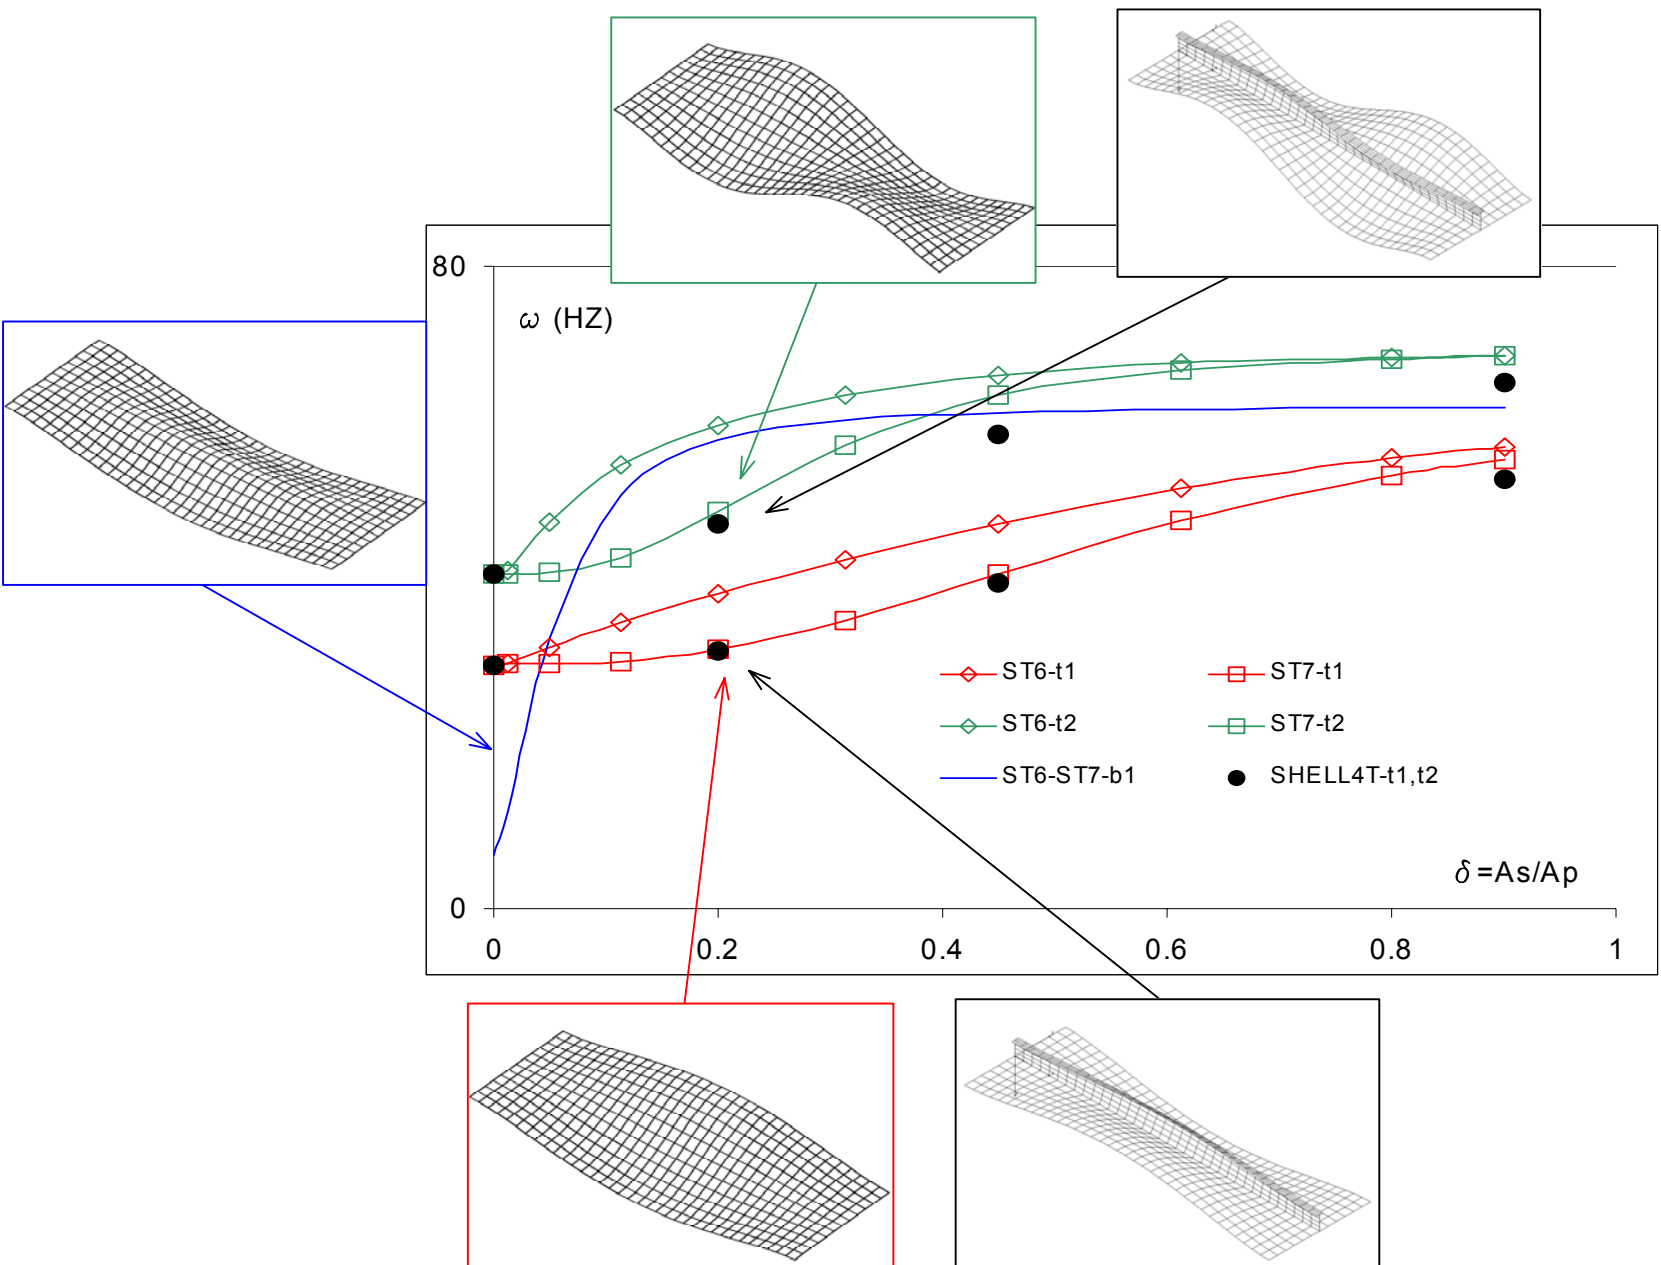 80
ω (HZ)
ST6-t1
ST7-t1
ST6-t2
ST7-t2
ST6-ST7-b1
SHELL4T-t1,t2
δ=As/Ap
0
0
0.2
0.4
0.6
0.8
1